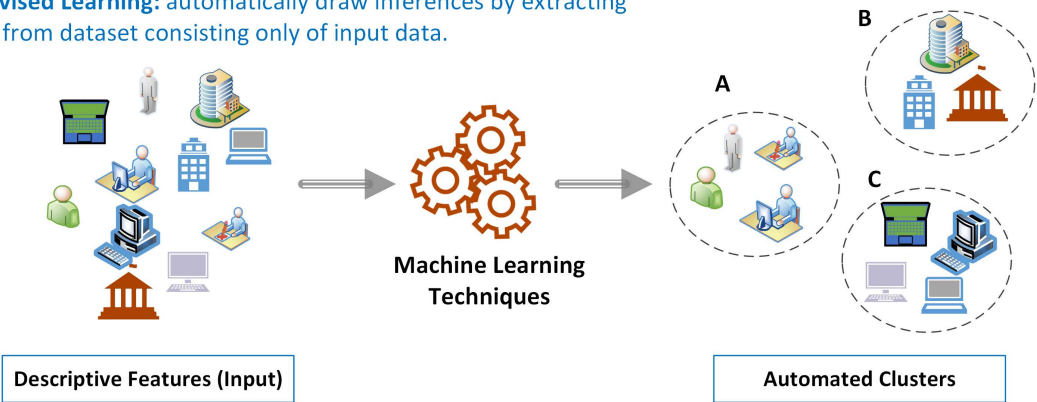 vised Learning: automatically draw inferences by extracting
from dataset consisting only of input data.
B
A
C
Machine Learning
Techniques
Descriptive Features (Input)
Automated Clusters